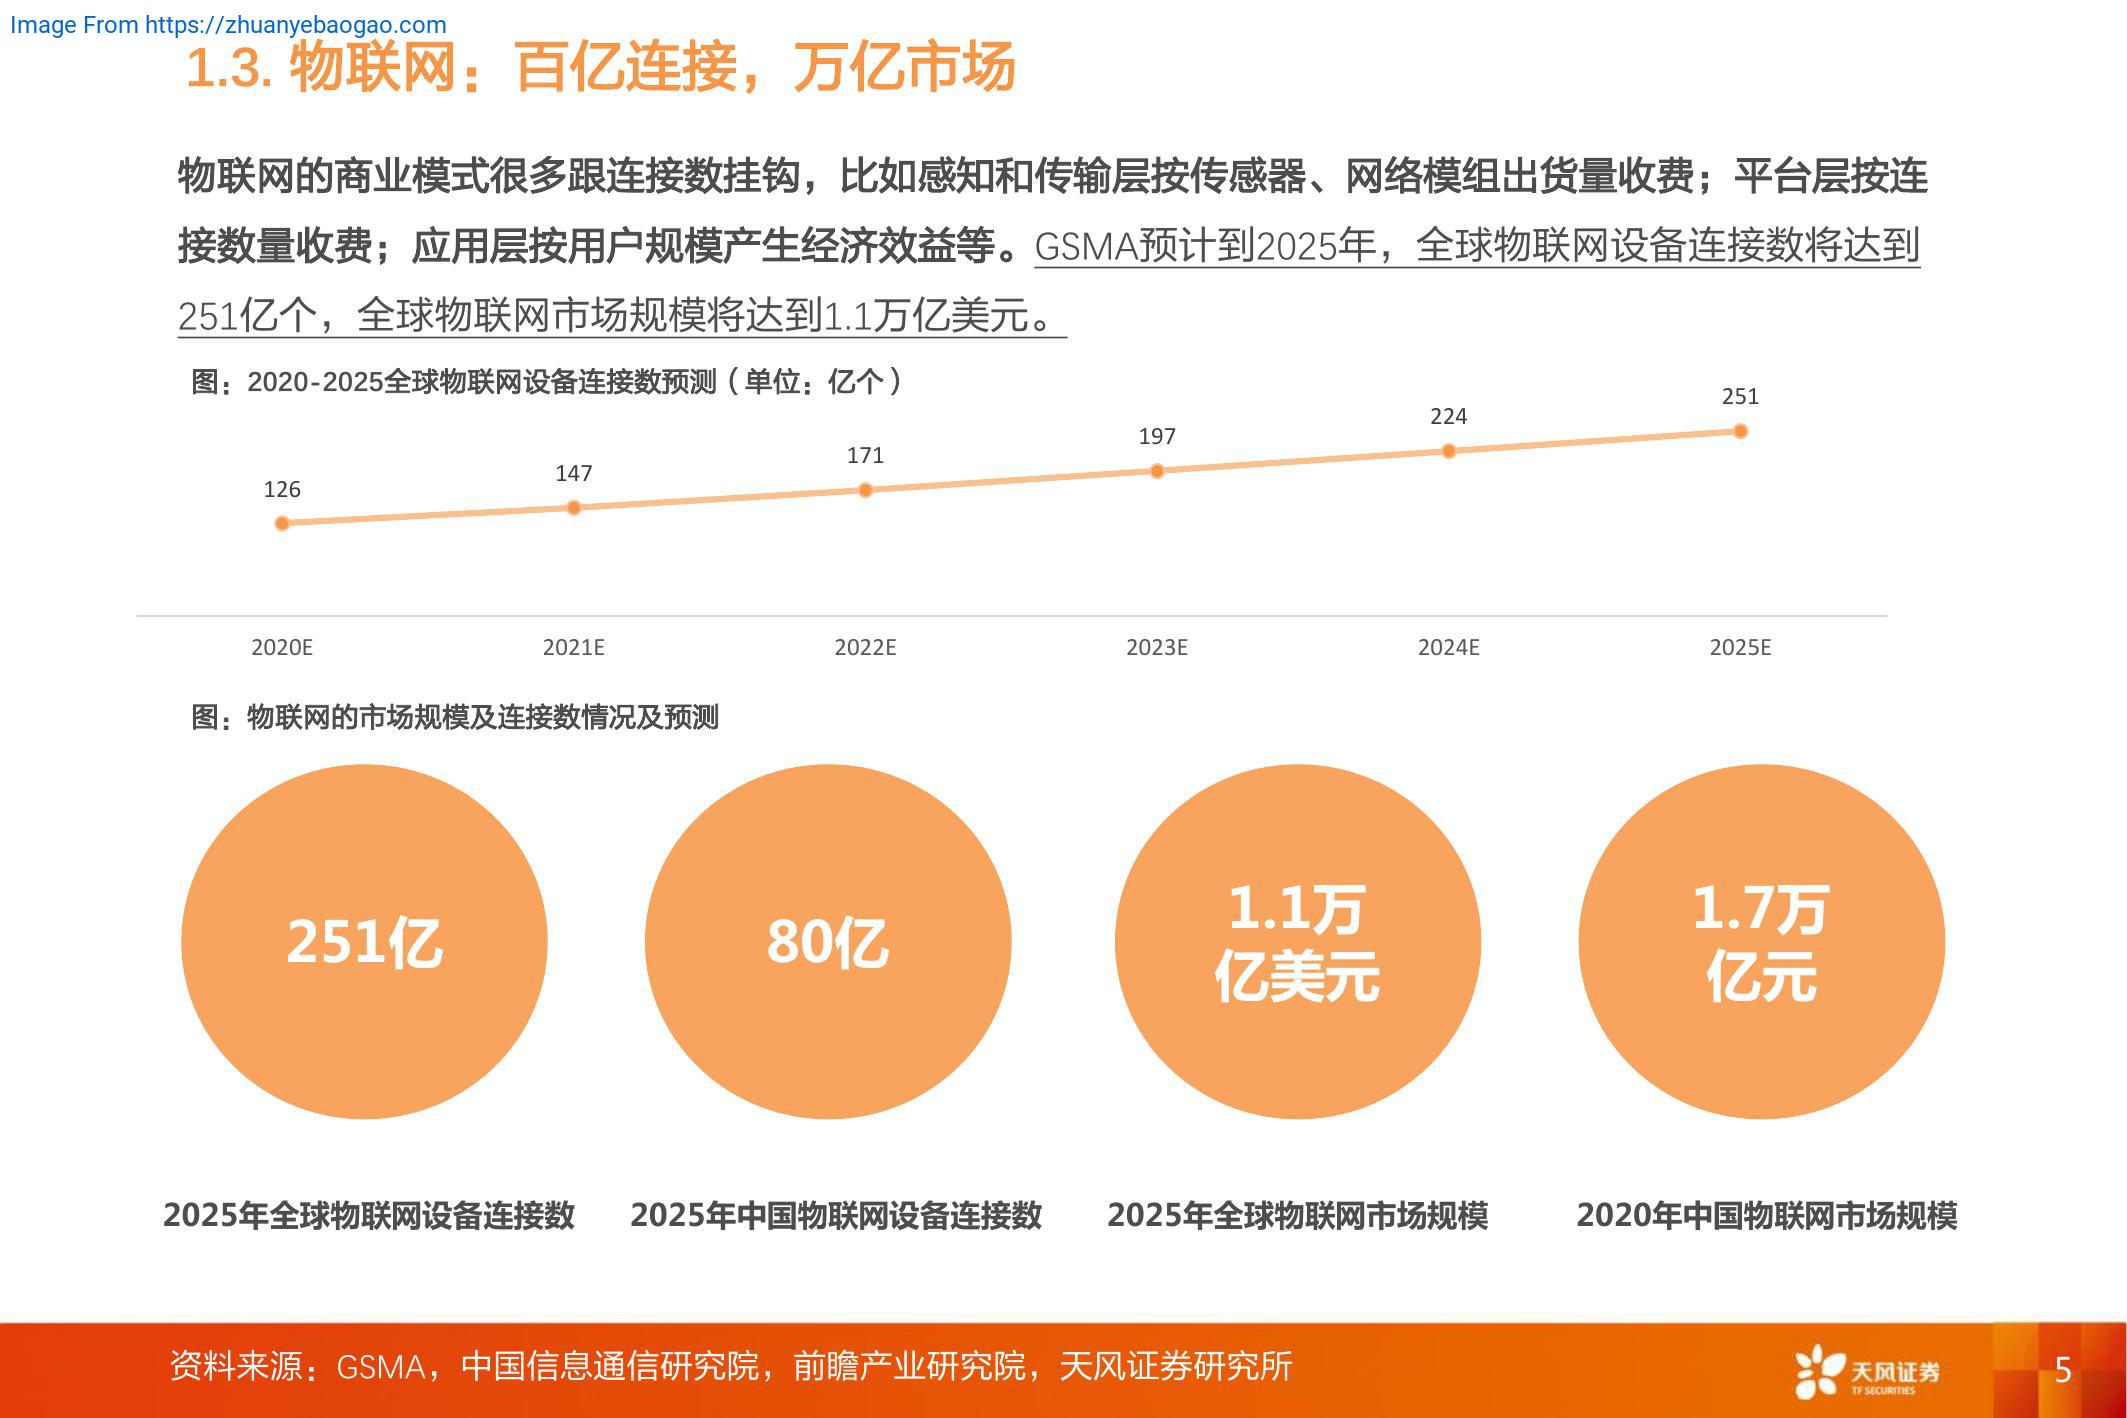 Image From https://zhuanyebaogao.com
1.3. 物联网：百亿连接，万亿市场
物联网的商业模式很多跟连接数挂钩，比如感知和传输层按传感器、网络模组出货量收费；平台层按连
接数量收费；应用层按用户规模产生经济效益等。GSMA预计到2025年，全球物联网设备连接数将达到
251亿个，全球物联网市场规模将达到1.1万亿美元。
图：2020-2025全球物联网设备连接数预测（单位：亿个）
126
147
171
197
224
251
2020E
2021E
2022E
2023E
2024E
2025E
图：物联网的市场规模及连接数情况及预测
251亿
80亿
1.1万
亿美元
1.7万
亿元
2025年全球物联网设备连接数
2025年中国物联网设备连接数
2025年全球物联网市场规模
2020年中国物联网市场规模
资料来源：GSMA，中国信息通信研究院，前瞻产业研究院，天风证券研究所
天风证券
TF SECURITIES
5